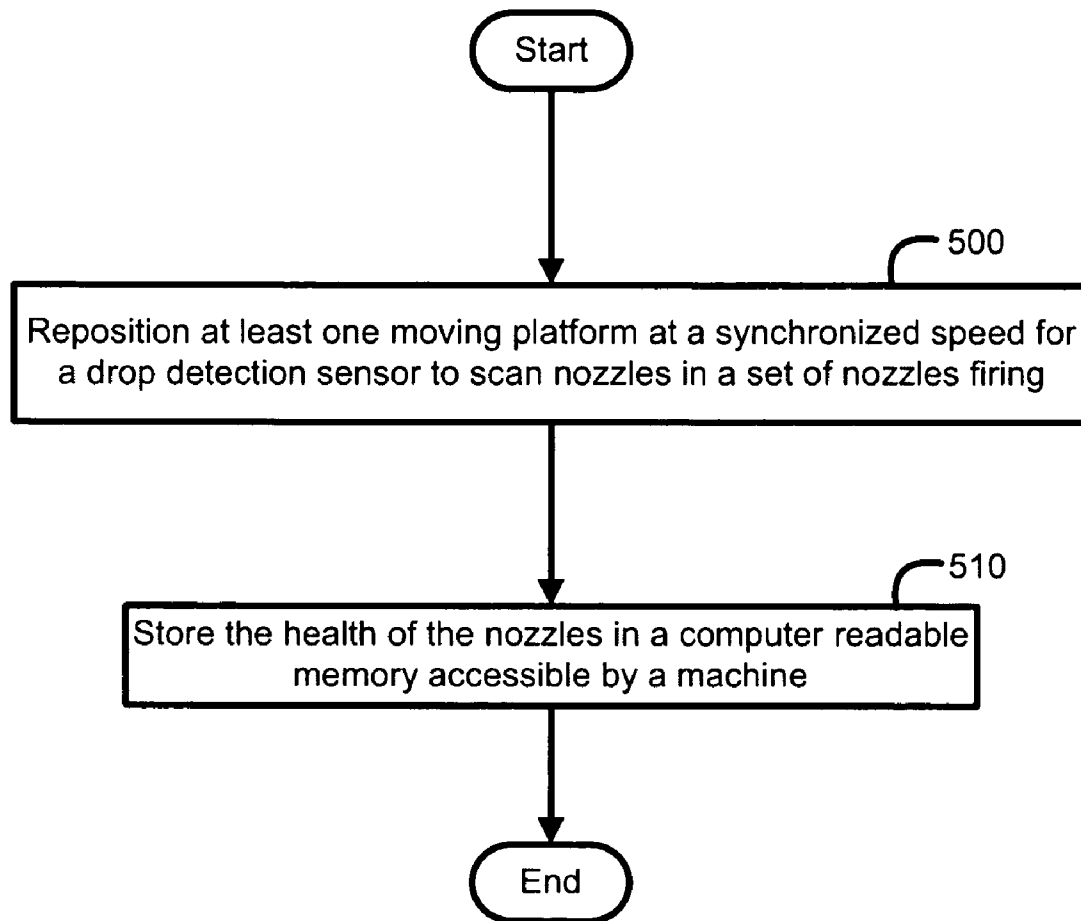 Start
500
Reposition at least one moving platform at a synchronized speed for
a drop detection sensor to scan nozzles in a set of nozzles firing
510
Store the health of the nozzles in a computer readable
memory accessible by a machine
End